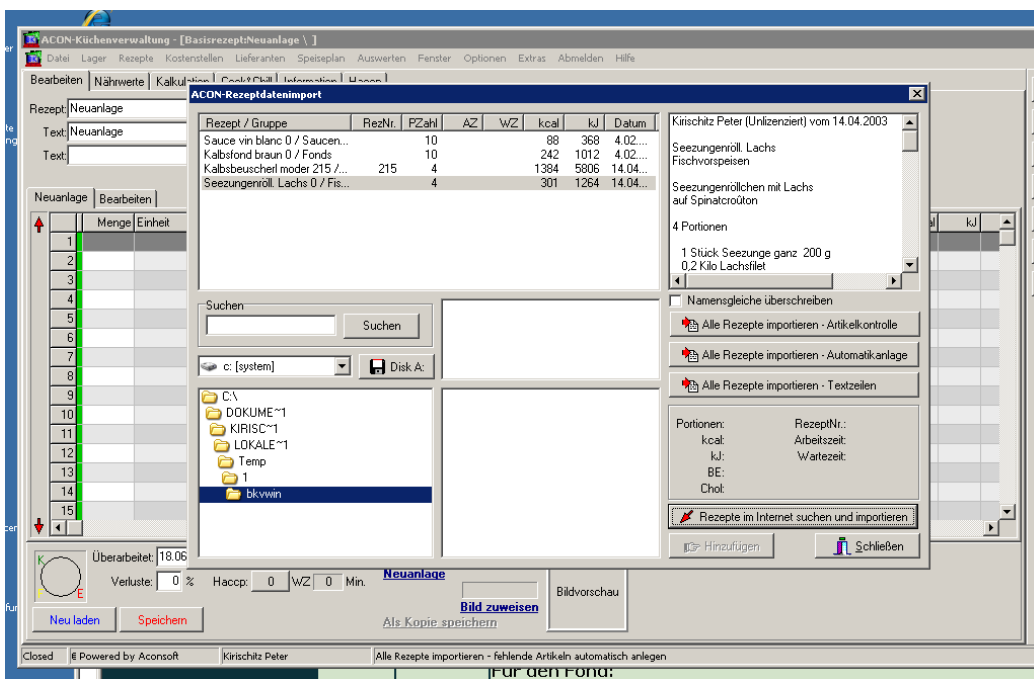 ACON-Küchenverwaltung - [Basisrezept:Neuanlage \ ]
Datei Lager Rezepte Kostenstellen Lieferanten Speiseplan Auswerten Fenster Optionen Extras Abmelden Hilfe
Bearbeiten Nährwerte Kalkulation Cook&Chill Information Haccp
Rezept: Neuanlage
Text: Neuanlage
Text:
Neuanlage Bearbeiten
Menge Einheit kJ
1
2
3
4
5
6
7
8
9
10
11
12
13
14
15
ACON-Rezeptdatenimport
Rezept / Gruppe RezNr. PZahl AZ WZ kcal kJ Datum
Sauce vin blanc 0 / Saucen... 10 88 368 4.02....
Kalbsfond braun 0 / Fonds 10 242 1012 4.02....
Kalbsbeuscherl moder 215 /... 215 4 1384 5806 14.04...
Seezungenröll. Lachs 0 / Fis... 4 301 1264 14.04...
Kirischitz Peter (Unlizenziert) vom 14.04.2003
Seezungenröll. Lachs
Fischvorspeisen
Seezungenröllchen mit Lachs
auf Spinatcroûton
4 Portionen
1 Stück Seezunge ganz 200 g
0,2 Kilo Lachsfilet
Suchen
Suchen
c: [system]
Disk A:
C:\
DOKUME~1
KIRISC~1
LOKALE~1
Temp
1
bkvwin
Namensgleiche überschreiben
Alle Rezepte importieren - Artikelkontrolle
Alle Rezepte importieren - Automatikanlage
Alle Rezepte importieren - Textzeilen
Portionen: RezeptNr.:
kcal: Arbeitszeit:
kJ: Wartezeit:
BE:
Chol:
Rezepte im Internet suchen und importieren
Hinzufügen
Schließen
K
E
Überarbeitet: 18.06
Verluste: 0 % Haccp: 0 WZ 0 Min.
Neuanlage
Bild zuweisen
Als Kopie speichern
Bildvorschau
Neu laden
Speichern
Closed Powered by Aconsoft Kirischitz Peter Alle Rezepte importieren - fehlende Artikeln automatisch anlegen
Für den Fond: